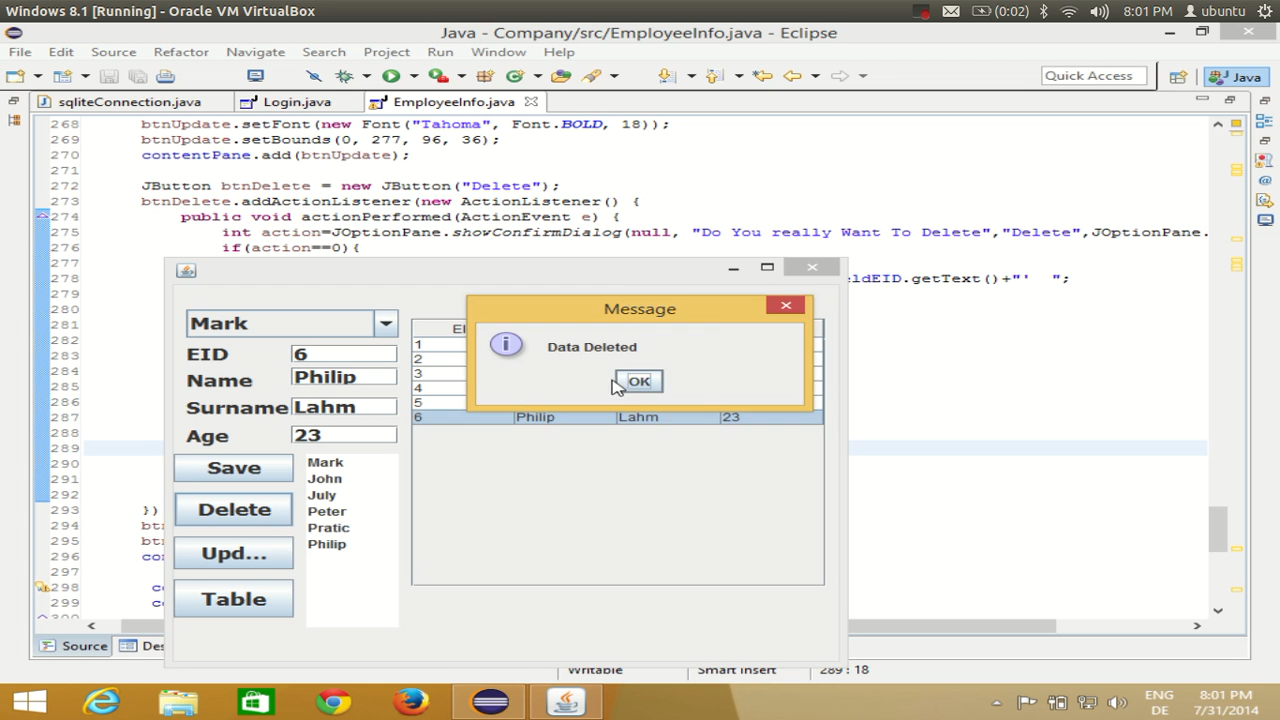 Windows 8.1 [Running] - Oracle VM VirtualBox
(0:02) 8:01 PM ubuntu
Java - Company/src/EmployeeInfo.java - Eclipse
File Edit Source Refactor Navigate Search Project Run Window Help
Quick Access Java
sqliteConnection.java Login.java EmployeeInfo.java
268 btnUpdate.setFont(new Font("Tahoma", Font.BOLD, 18));
269 btnUpdate.setBounds(0, 277, 96, 36);
270 contentPane.add(btnUpdate);
271
272 JButton btnDelete = new JButton("Delete");
273 btnDelete.addActionListener(new ActionListener() {
274 public void actionPerformed(ActionEvent e) {
275 int action=JOptionPane.showConfirmDialog(null, "Do You really Want To Delete","Delete",JOptionPane.
276 if(action==0){
278 ldEID.getText()+"' ";
279
280
281
282
283
284
285
286
287
288
289
290
291
292
293 })
294 bt
295 bt
296 co
297
298 c
299 c
Mark
EID 6
Name Philip
Surname Lahm
Age 23
Save
Delete
Upd...
Table
Mark
John
July
Peter
Pratic
Philip
1
2
3
4
5
6 Philip Lahm 23
Message
Data Deleted
OK
Source Des
Writable Smart Insert 289 : 18
ENG 8:01 PM
DE 7/31/2014